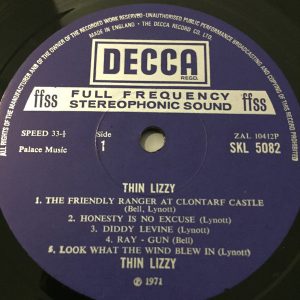 ALL RIGHTS OF THE MANUFACTURER AND OF THE OWNER OF THE RECORDED WORK RESERVED-UNAUTHORISED PUBLIC PERFORMANCE BROADCASTING AND COPYING OF THIS RECORD PROHIBITED
MADE IN ENGLAND · THE DECCA RECORD CO. LTD.
DECCA
REGD.
ffss FULL FREQUENCY ffss
STEREOPHONIC SOUND
SPEED 33-⅓ Side ZAL 10412P
Palace Music 1 SKL 5082
THIN LIZZY
1. THE FRIENDLY RANGER AT CLONTARF CASTLE
(Bell, Lynott)
2. HONESTY IS NO EXCUSE (Lynott)
3. DIDDY LEVINE (Lynott)
4. RAY - GUN (Bell)
5. LOOK WHAT THE WIND BLEW IN (Lynott)
THIN LIZZY
℗ 1971